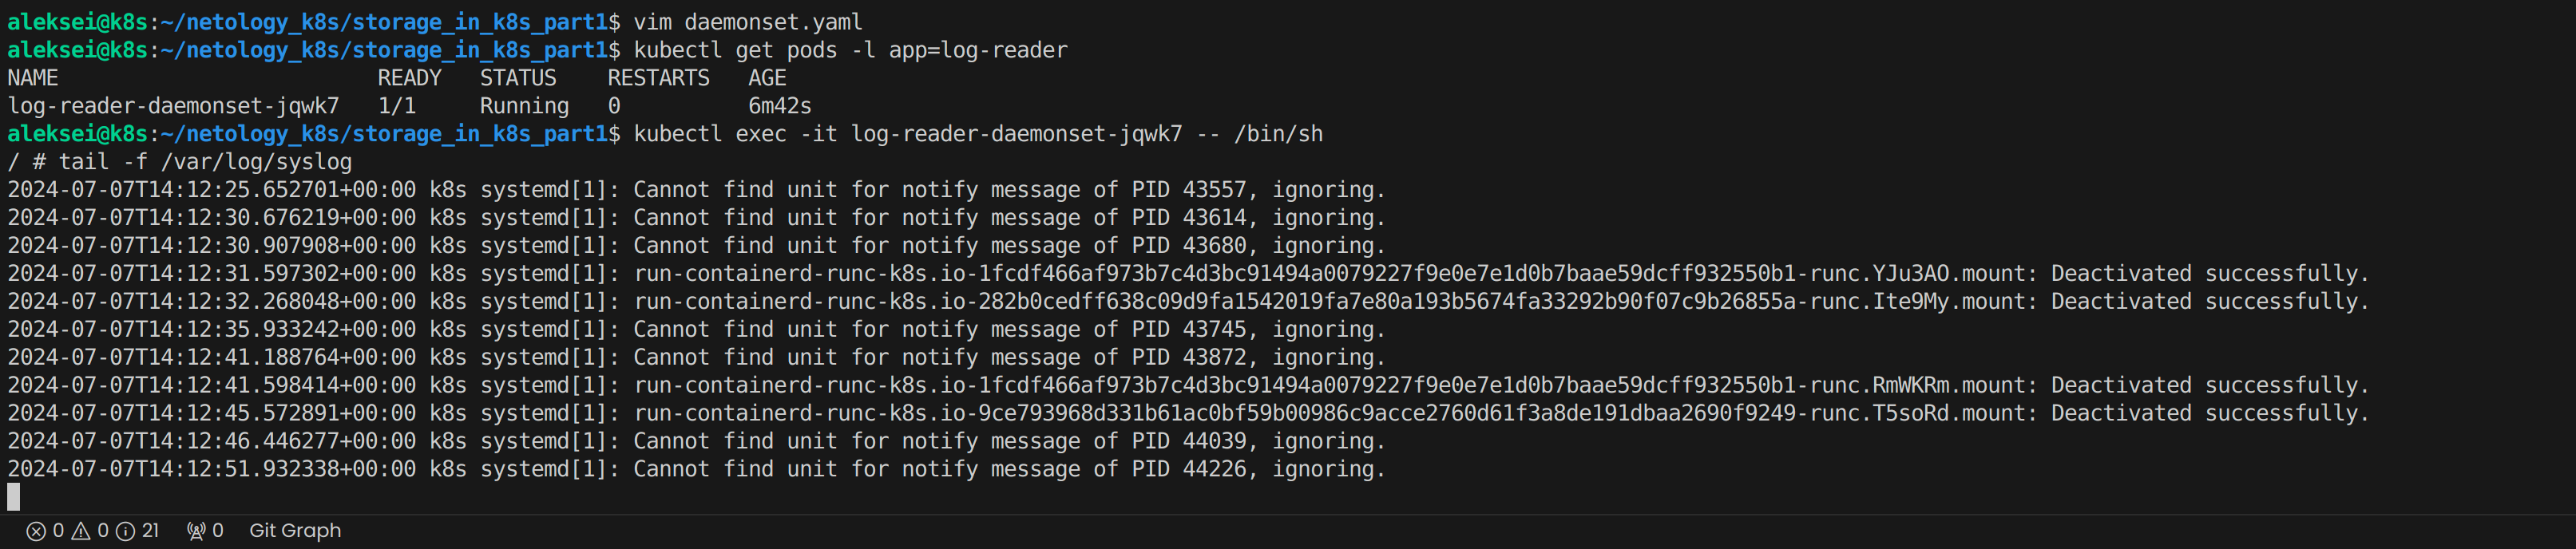 aleksei@k8s:~/netology_k8s/storage_in_k8s_part1$ vim daemonset.yaml
aleksei@k8s:~/netology_k8s/storage_in_k8s_part1$ kubectl get pods -l app=log-reader
NAME                         READY   STATUS    RESTARTS   AGE
log-reader-daemonset-jqwk7   1/1     Running   0          6m42s
aleksei@k8s:~/netology_k8s/storage_in_k8s_part1$ kubectl exec -it log-reader-daemonset-jqwk7 -- /bin/sh
/ # tail -f /var/log/syslog
2024-07-07T14:12:25.652701+00:00 k8s systemd[1]: Cannot find unit for notify message of PID 43557, ignoring.
2024-07-07T14:12:30.676219+00:00 k8s systemd[1]: Cannot find unit for notify message of PID 43614, ignoring.
2024-07-07T14:12:30.907908+00:00 k8s systemd[1]: Cannot find unit for notify message of PID 43680, ignoring.
2024-07-07T14:12:31.597302+00:00 k8s systemd[1]: run-containerd-runc-k8s.io-1fcdf466af973b7c4d3bc91494a0079227f9e0e7e1d0b7baae59dcff932550b1-runc.YJu3AO.mount: Deactivated successfully.
2024-07-07T14:12:32.268048+00:00 k8s systemd[1]: run-containerd-runc-k8s.io-282b0cedff638c09d9fa1542019fa7e80a193b5674fa33292b90f07c9b26855a-runc.Ite9My.mount: Deactivated successfully.
2024-07-07T14:12:35.933242+00:00 k8s systemd[1]: Cannot find unit for notify message of PID 43745, ignoring.
2024-07-07T14:12:41.188764+00:00 k8s systemd[1]: Cannot find unit for notify message of PID 43872, ignoring.
2024-07-07T14:12:41.598414+00:00 k8s systemd[1]: run-containerd-runc-k8s.io-1fcdf466af973b7c4d3bc91494a0079227f9e0e7e1d0b7baae59dcff932550b1-runc.RmWKRm.mount: Deactivated successfully.
2024-07-07T14:12:45.572891+00:00 k8s systemd[1]: run-containerd-runc-k8s.io-9ce793968d331b61ac0bf59b00986c9acce2760d61f3a8de191dbaa2690f9249-runc.T5soRd.mount: Deactivated successfully.
2024-07-07T14:12:46.446277+00:00 k8s systemd[1]: Cannot find unit for notify message of PID 44039, ignoring.
2024-07-07T14:12:51.932338+00:00 k8s systemd[1]: Cannot find unit for notify message of PID 44226, ignoring.
0 0 21 0 Git Graph